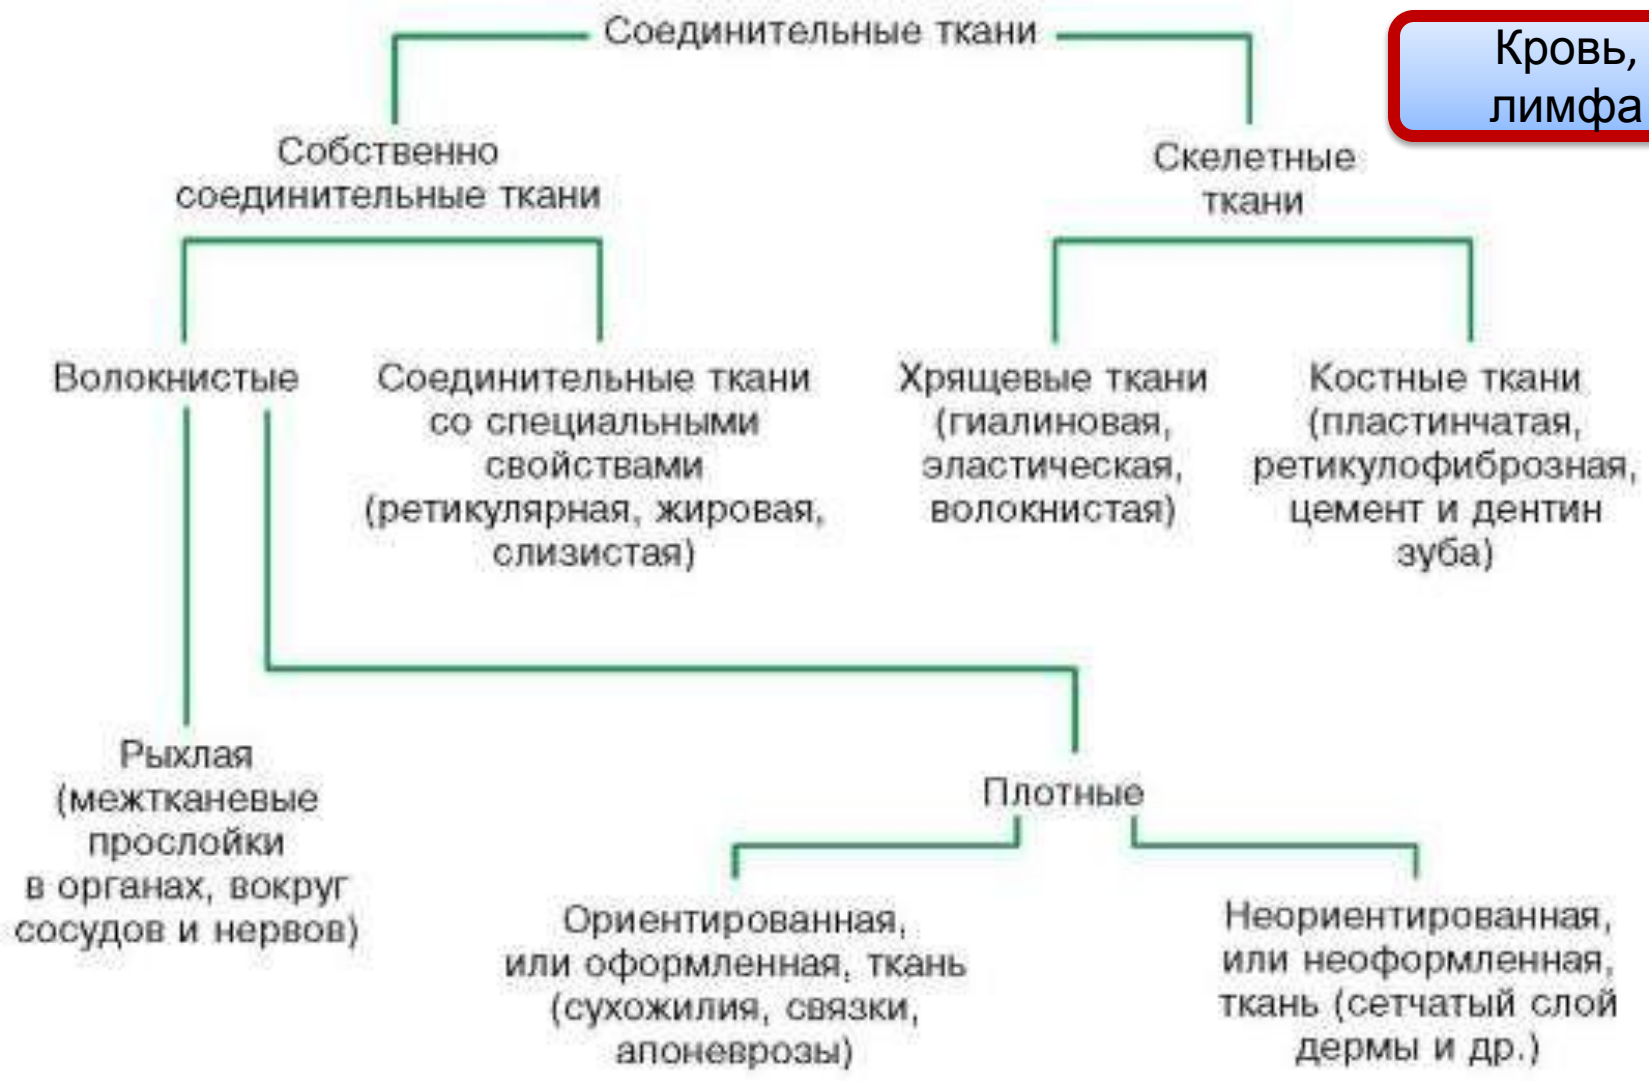 Соединительные ткани
Кровь,
лимфа
Собственно
соединительные ткани
Скелетные
ткани
Волокнистые
Соединительные ткани
со специальными
свойствами
(ретикулярная, жировая,
слизистая)
Хрящевые ткани
(гиалиновая,
эластическая,
волокнистая)
Костные ткани
(пластинчатая,
ретикулофиброзная,
цемент и дентин
зуба)
Рыхлая
(межтканевые
прослойки
в органах, вокруг
сосудов и нервов)
Плотные
Ориентированная,
или оформленная, ткань
(сухожилия, связки,
апоневрозы)
Неориентированная,
или неоформленная,
ткань (сетчатый слой
дермы и др.)